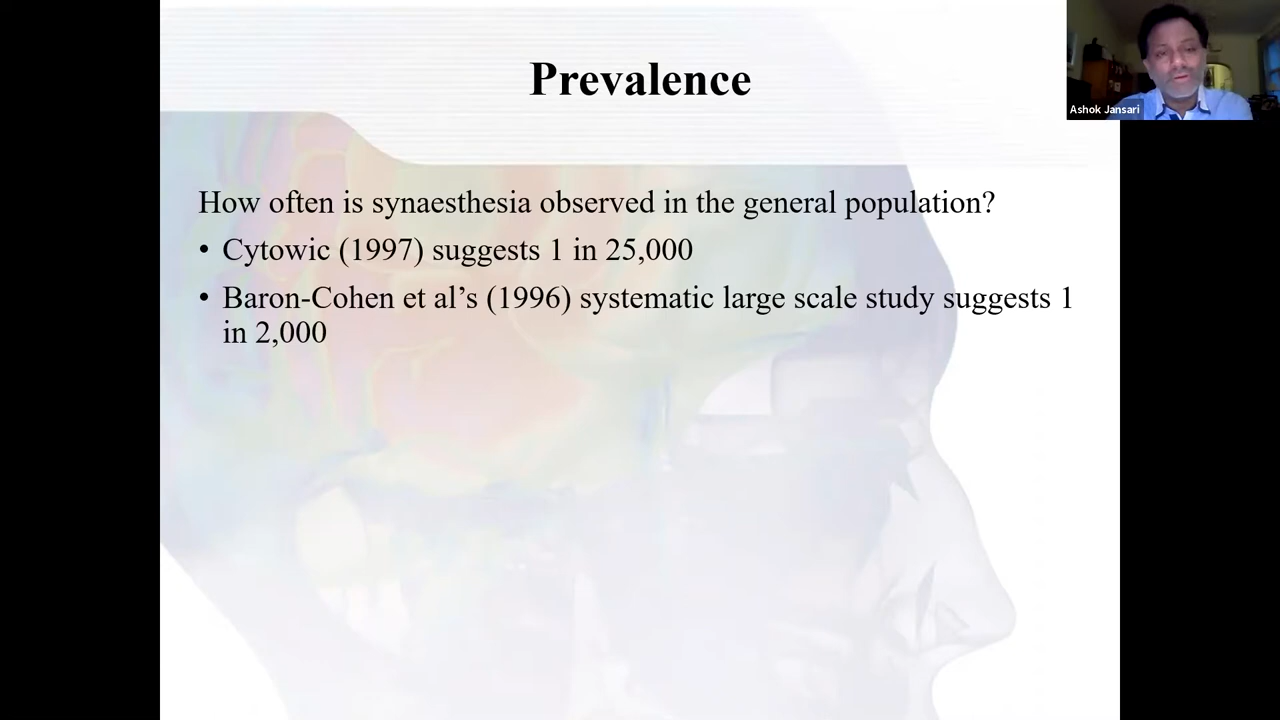 Prevalence
Ashok Jansari
How often is synaesthesia observed in the general population?
• Cytowic (1997) suggests 1 in 25,000
• Baron-Cohen et al’s (1996) systematic large scale study suggests 1
in 2,000